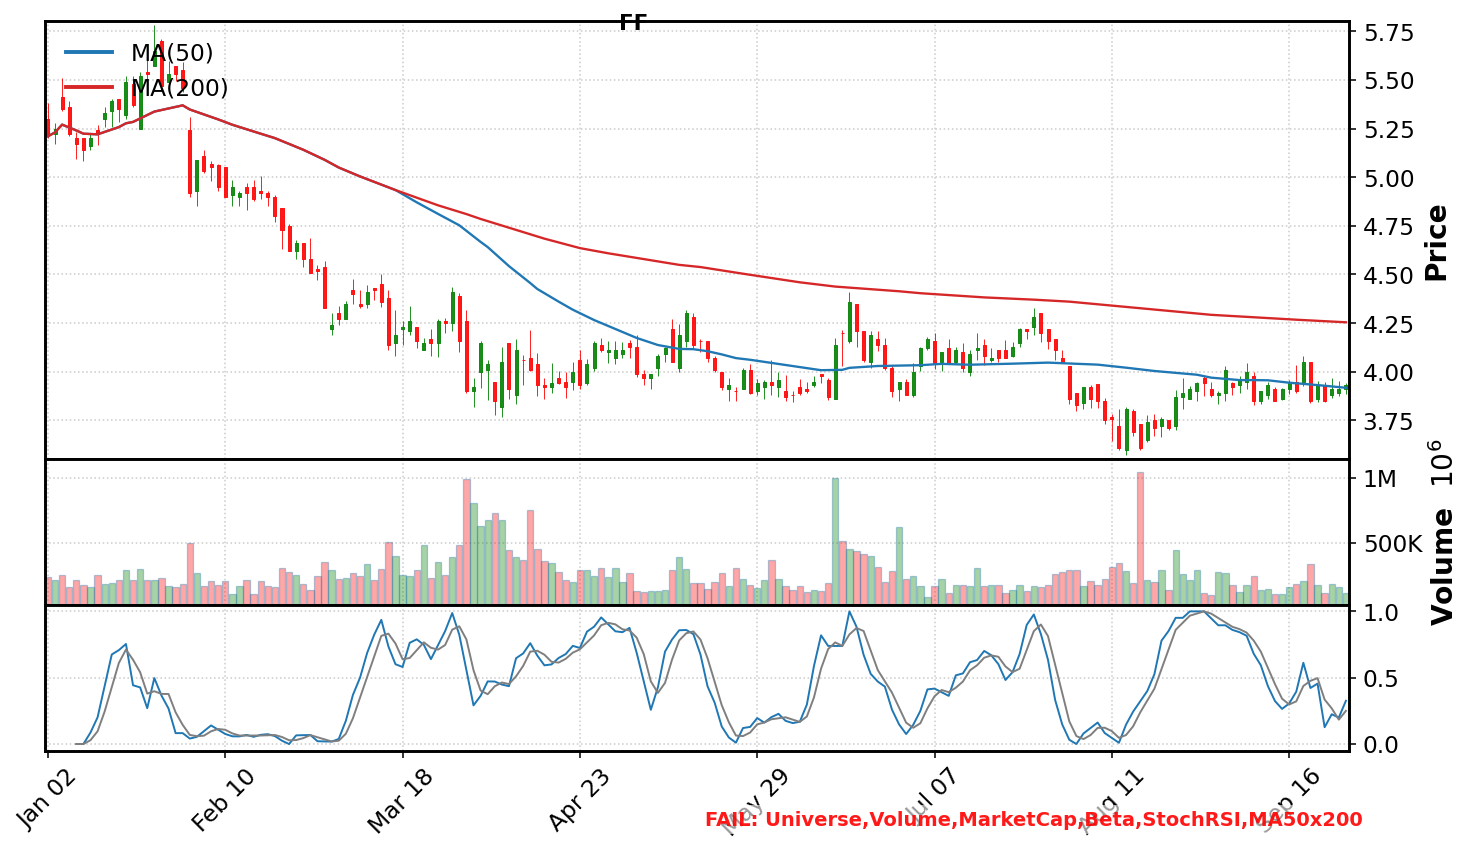 FF
MA(50)
MA(200)
5.75
5.50
5.25
5.00
4.75
4.50
4.25
4.00
3.75
Price
1M
500K
Volume 10^6
1.0
0.5
0.0
Jan 02
Feb 10
Mar 18
Apr 23
May 29
Jul 07
Aug 11
Sep 16
FAIL: Universe,Volume,MarketCap,Beta,StochRSI,MA50x200